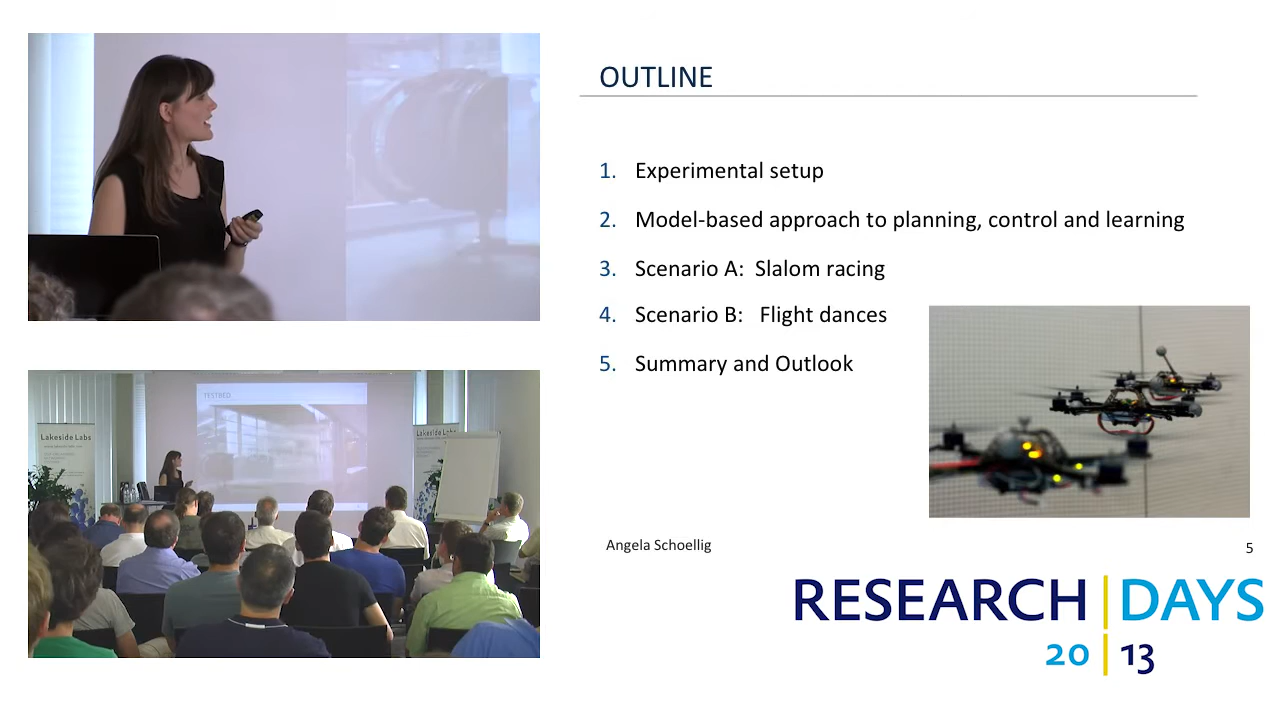 OUTLINE
1. Experimental setup
2. Model-based approach to planning, control and learning
3. Scenario A: Slalom racing
4. Scenario B: Flight dances
5. Summary and Outlook
Angela Schoellig
5
RESEARCH DAYS
20 13
TESTBED
Lakeside Labs
Lakeside Labs